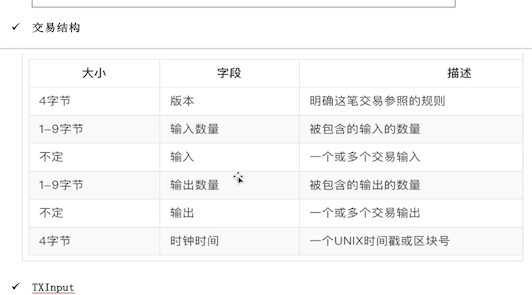 ✓ 交易结构
大小 字段 描述
4字节 版本 明确这笔交易参照的规则
1–9字节 输入数量 被包含的输入的数量
不定 输入 一个或多个交易输入
1–9字节 输出数量 被包含的输出的数量
不定 输出 一个或多个交易输出
4字节 时钟时间 一个UNIX时间戳或区块号
✓ TXInput